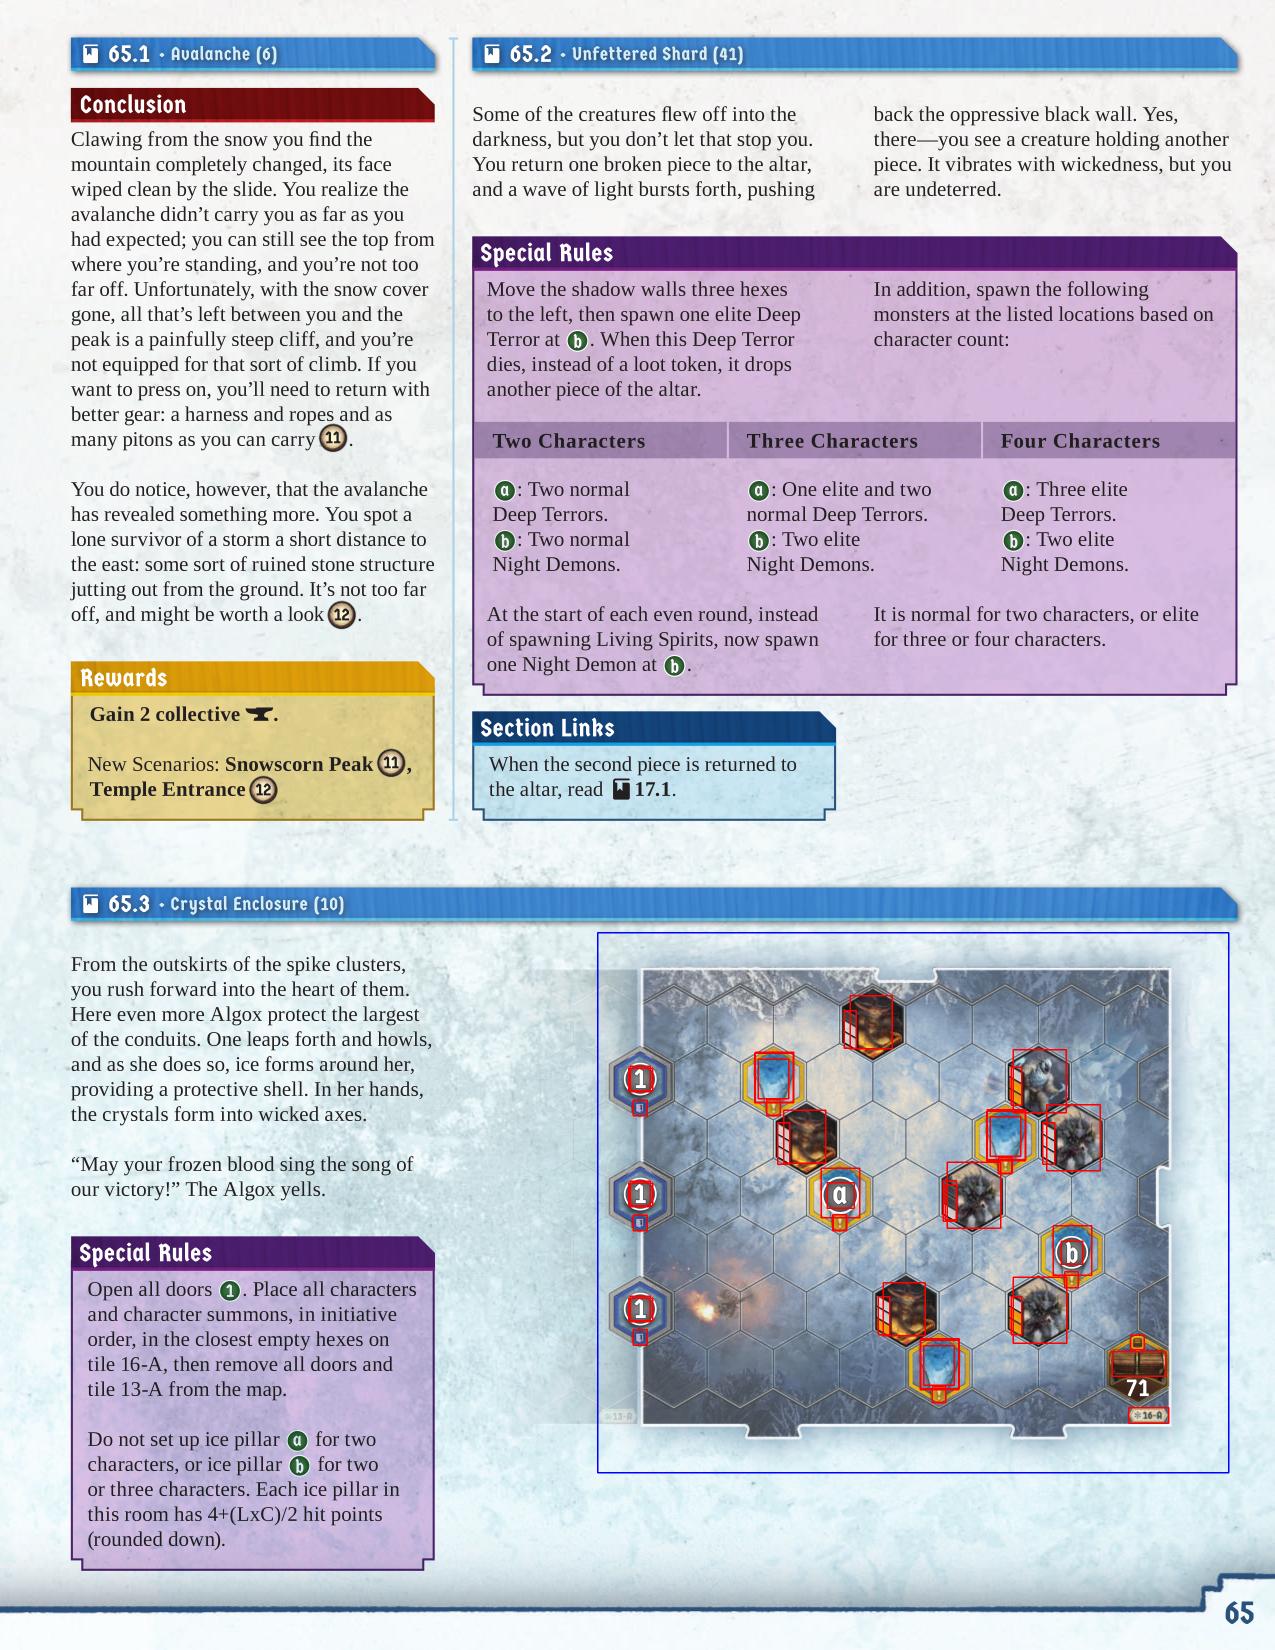 65.1 • Avalanche (6)
Conclusion
Clawing from the snow you find the
mountain completely changed, its face
wiped clean by the slide. You realize the
avalanche didn’t carry you as far as you
had expected; you can still see the top from
where you’re standing, and you’re not too
far off. Unfortunately, with the snow cover
gone, all that’s left between you and the
peak is a painfully steep cliff, and you’re
not equipped for that sort of climb. If you
want to press on, you’ll need to return with
better gear: a harness and ropes and as
many pitons as you can carry 11.
You do notice, however, that the avalanche
has revealed something more. You spot a
lone survivor of a storm a short distance to
the east: some sort of ruined stone structure
jutting out from the ground. It’s not too far
off, and might be worth a look 12.
Rewards
Gain 2 collective .
New Scenarios: Snowscorn Peak 11,
Temple Entrance 12
65.2 • Unfettered Shard (41)
Some of the creatures flew off into the
darkness, but you don’t let that stop you.
You return one broken piece to the altar,
and a wave of light bursts forth, pushing
back the oppressive black wall. Yes,
there—you see a creature holding another
piece. It vibrates with wickedness, but you
are undeterred.
Special Rules
Move the shadow walls three hexes
to the left, then spawn one elite Deep
Terror at b. When this Deep Terror
dies, instead of a loot token, it drops
another piece of the altar.
In addition, spawn the following
monsters at the listed locations based on
character count:
Two Characters
a: Two normal
Deep Terrors.
b: Two normal
Night Demons.
Three Characters
a: One elite and two
normal Deep Terrors.
b: Two elite
Night Demons.
Four Characters
a: Three elite
Deep Terrors.
b: Two elite
Night Demons.
At the start of each even round, instead
of spawning Living Spirits, now spawn
one Night Demon at b.
It is normal for two characters, or elite
for three or four characters.
Section Links
When the second piece is returned to
the altar, read 17.1.
65.3 • Crystal Enclosure (10)
From the outskirts of the spike clusters,
you rush forward into the heart of them.
Here even more Algox protect the largest
of the conduits. One leaps forth and howls,
and as she does so, ice forms around her,
providing a protective shell. In her hands,
the crystals form into wicked axes.
“May your frozen blood sing the song of
our victory!” The Algox yells.
Special Rules
Open all doors 1. Place all characters
and character summons, in initiative
order, in the closest empty hexes on
tile 16-A, then remove all doors and
tile 13-A from the map.
Do not set up ice pillar a for two
characters, or ice pillar b for two
or three characters. Each ice pillar in
this room has 4+(LxC)/2 hit points
(rounded down).
1
1
a
b
1
71
13-A
16-A
65